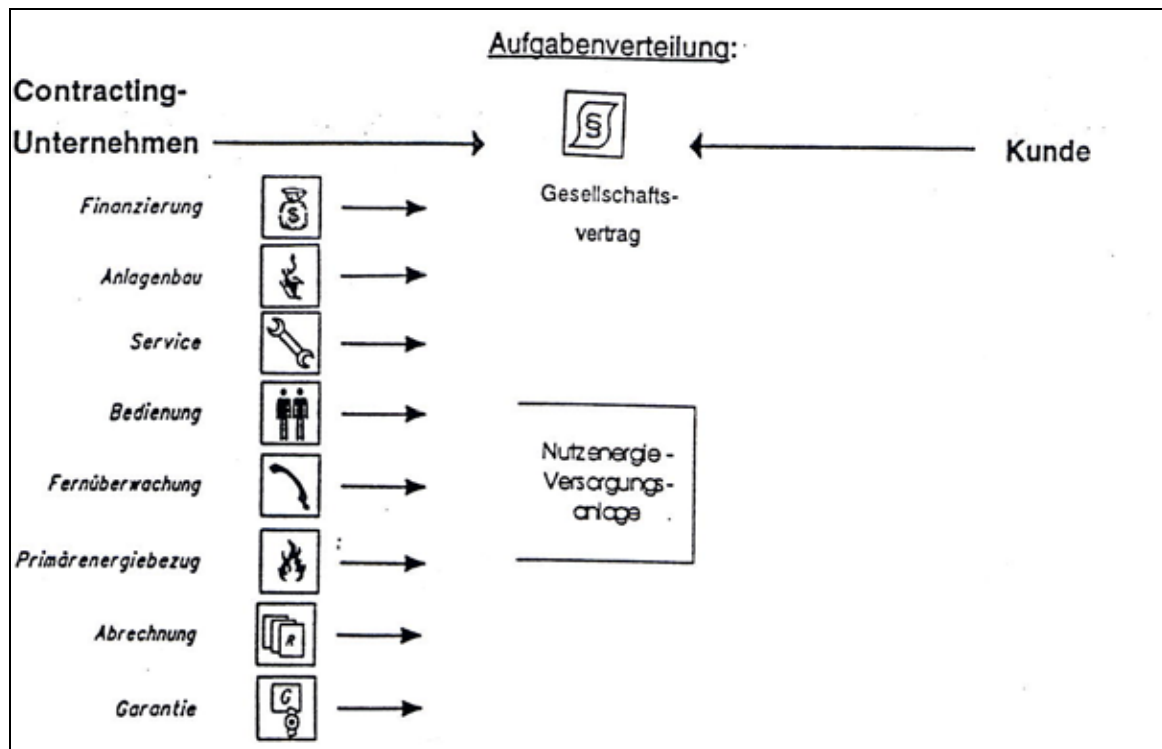 Aufgabenverteilung:
Contracting-
Unternehmen
§
Kunde
Gesellschafts-
vertrag
Finanzierung
$
Anlagenbau
Service
Bedienung
Nutzenergie-
Versorgungs-
anlage
Fernüberwachung
Primärenergiebezug
:
Abrechnung
R
Garantie
G